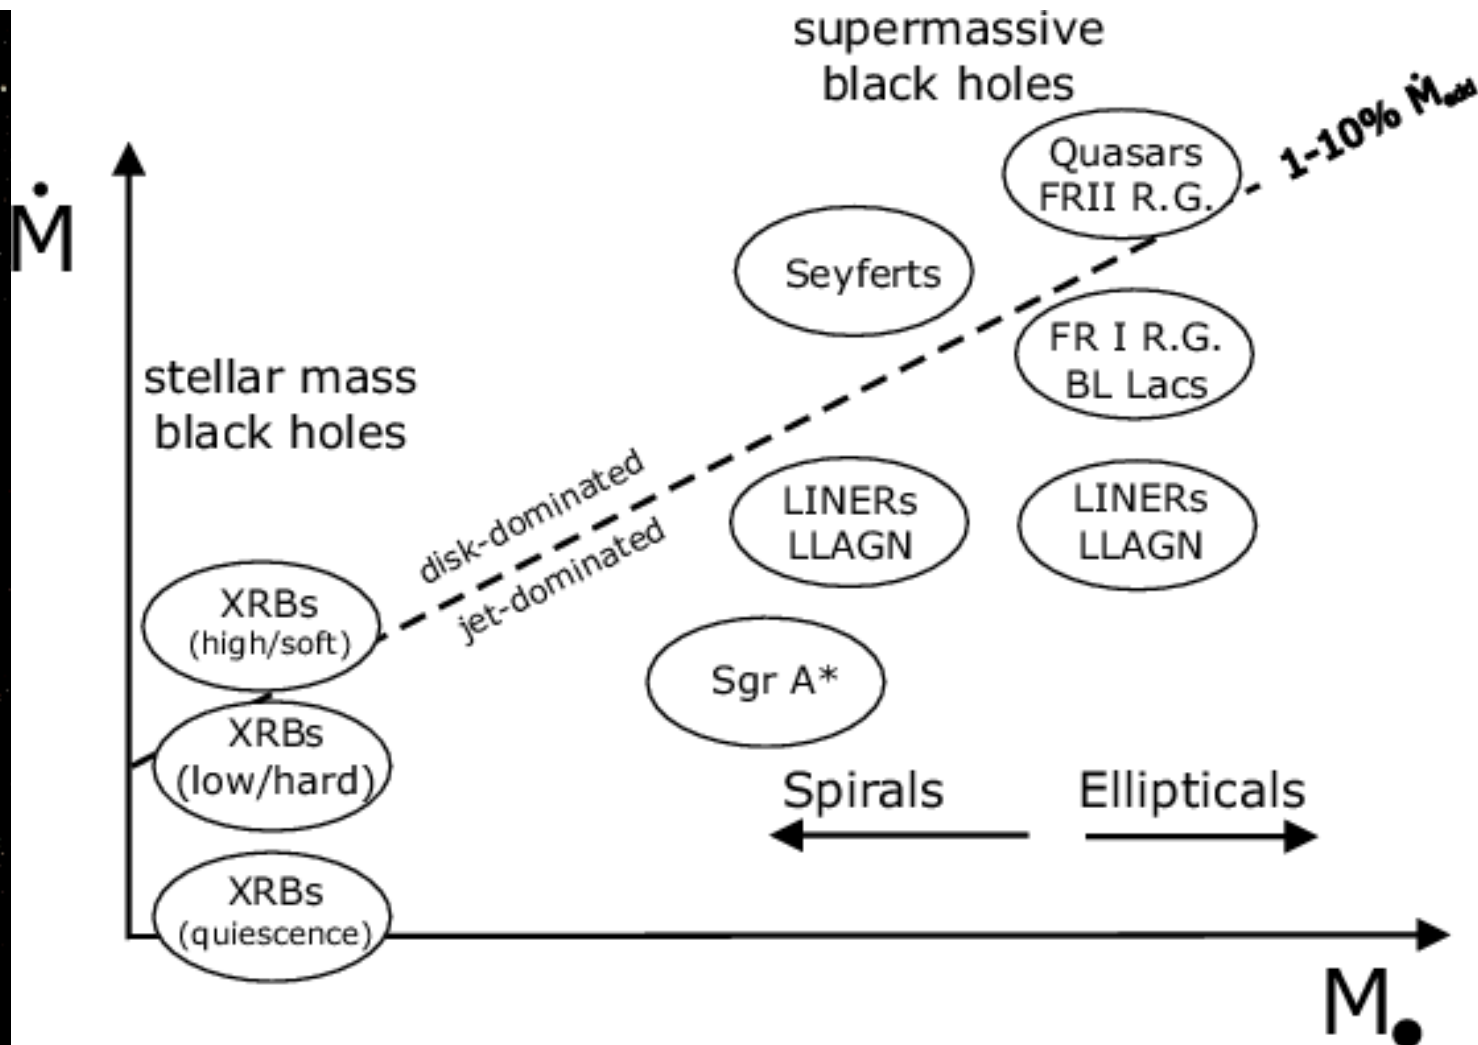 supermassive
black holes
1-10% Ṁedd
Quasars
FRII R.G.
Ṁ
Seyferts
FR I R.G.
BL Lacs
stellar mass
black holes
disk-dominated
jet-dominated
LINERs
LLAGN
LINERs
LLAGN
XRBs
(high/soft)
Sgr A*
XRBs
(low/hard)
Spirals
Ellipticals
XRBs
(quiescence)
M●